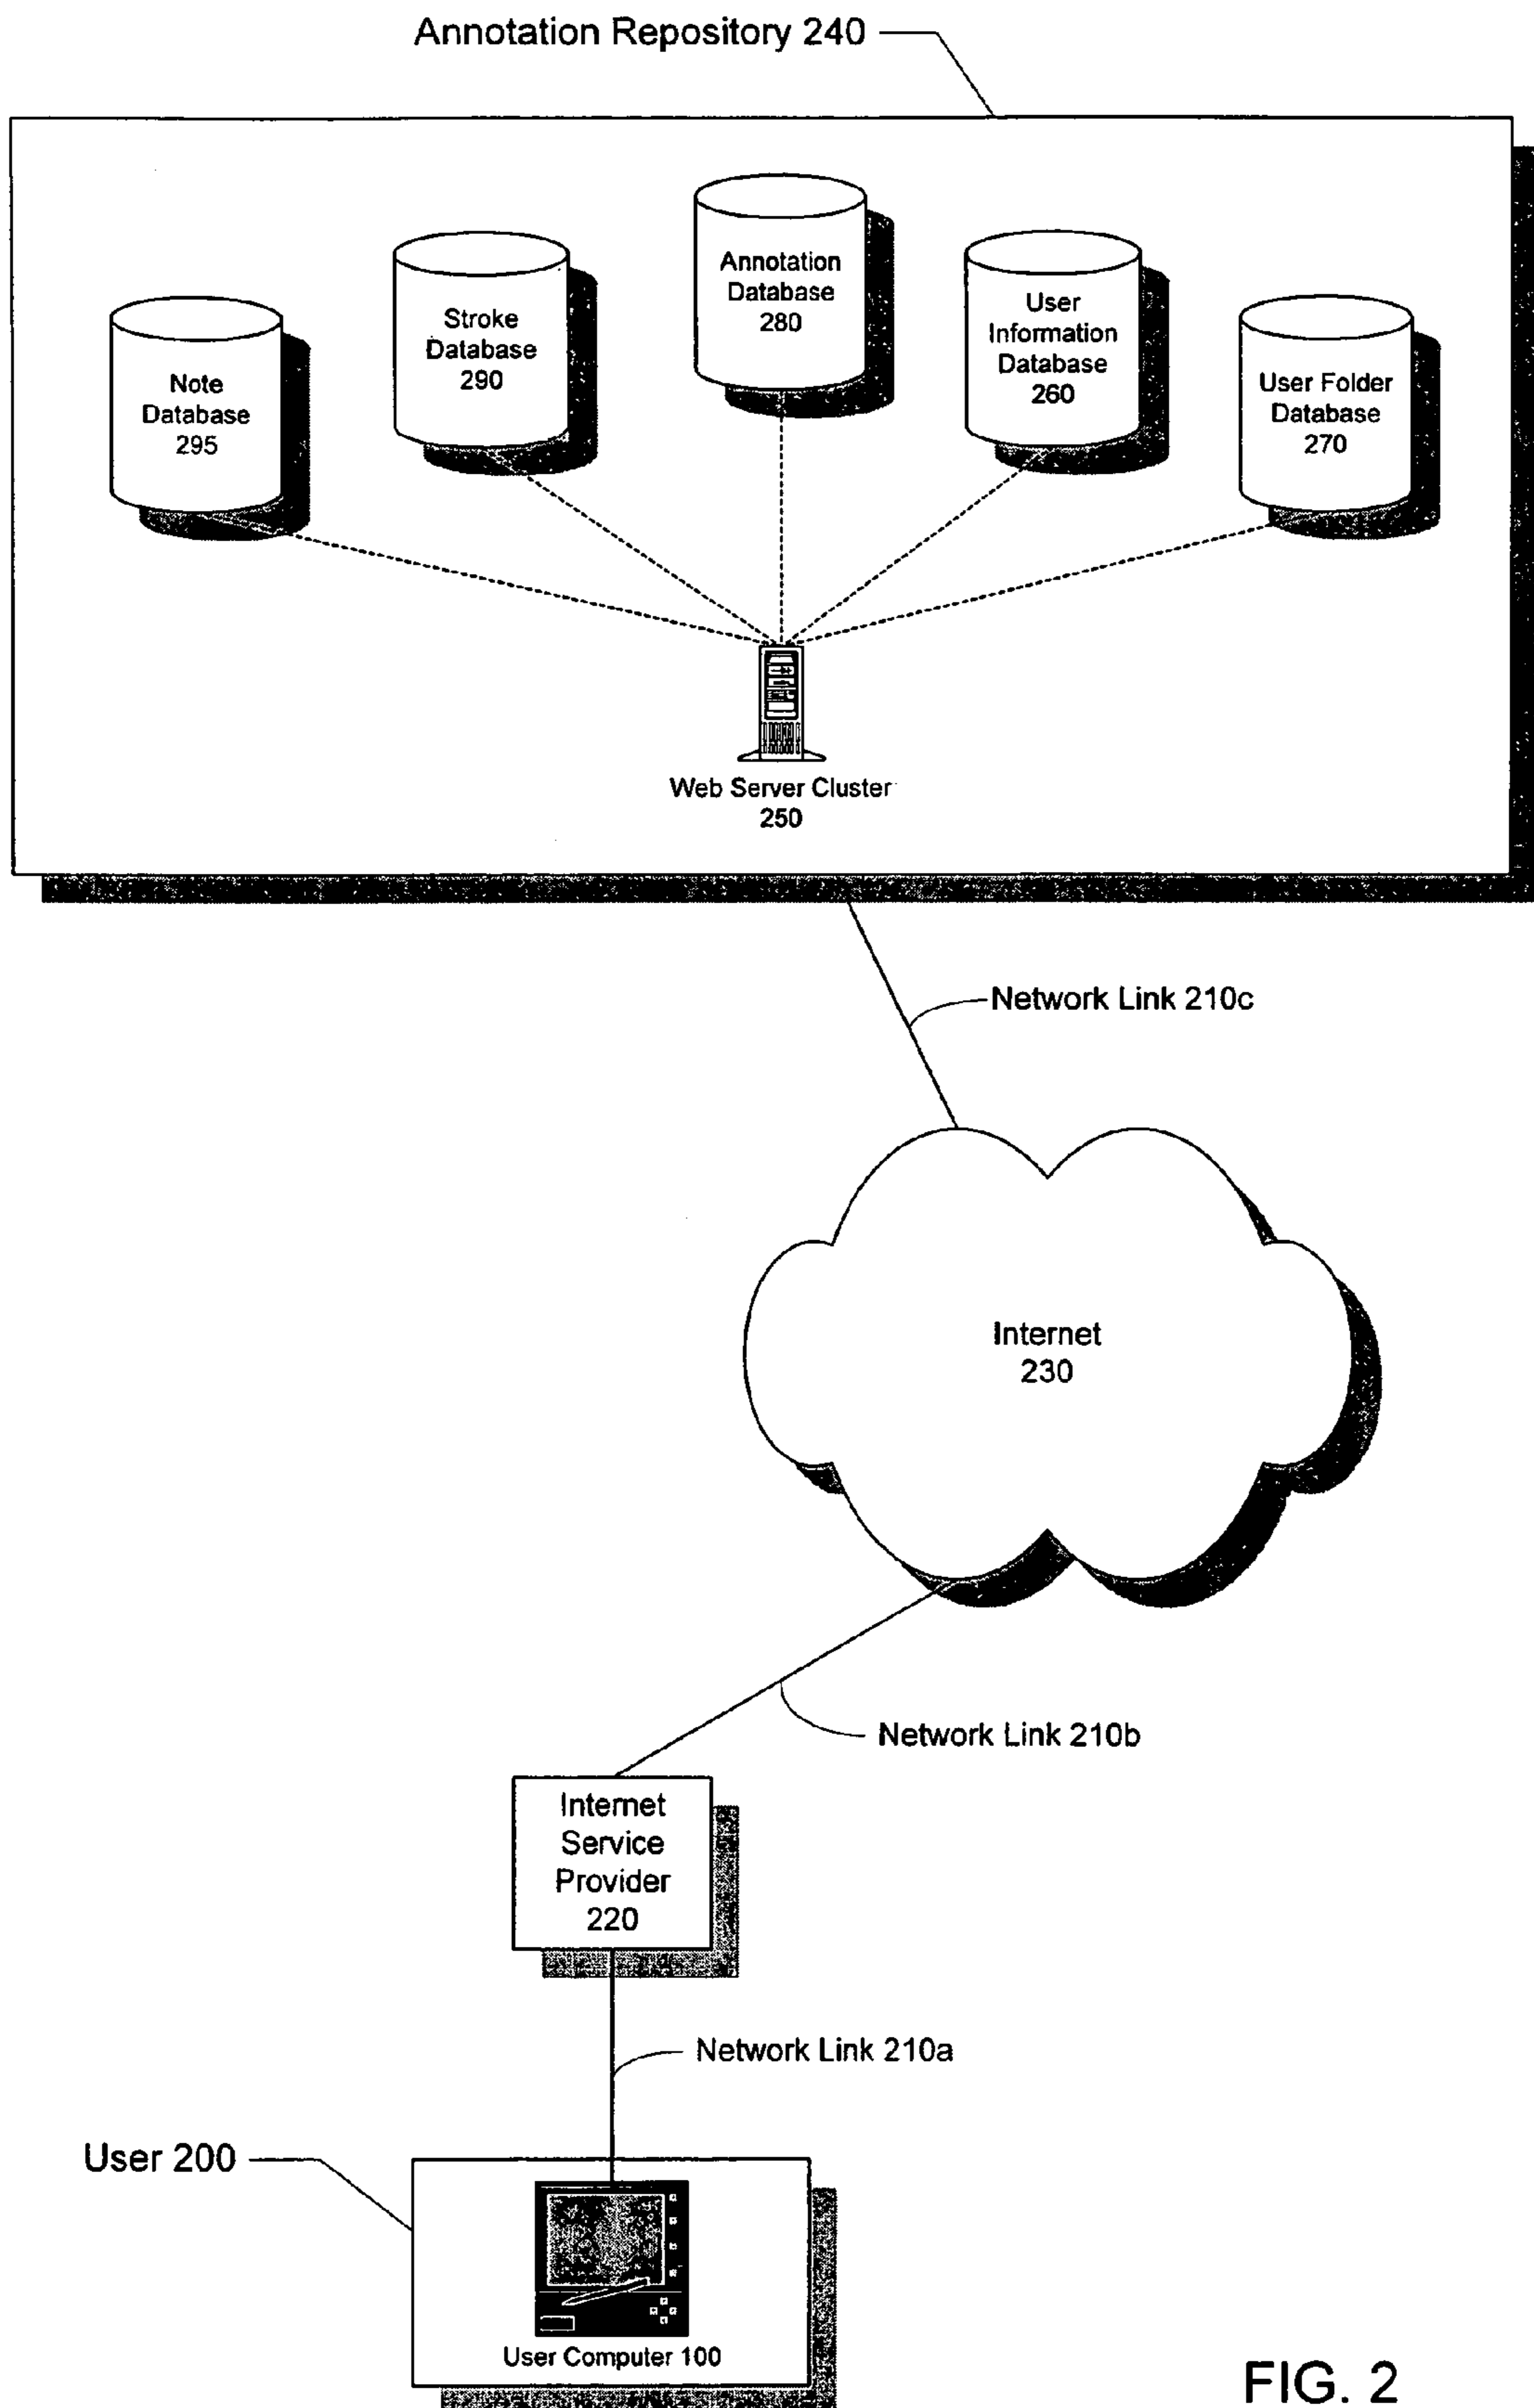 Annotation Repository 240
Annotation
Database
280
User
Information
Database
260
Stroke
Database
290
Note
Database
295
User Folder
Database
270
Web Server Cluster
250
Network Link 210c
Internet
230
Network Link 210b
Internet
Service
Provider
220
Network Link 210a
User 200
User Computer 100
FIG. 2